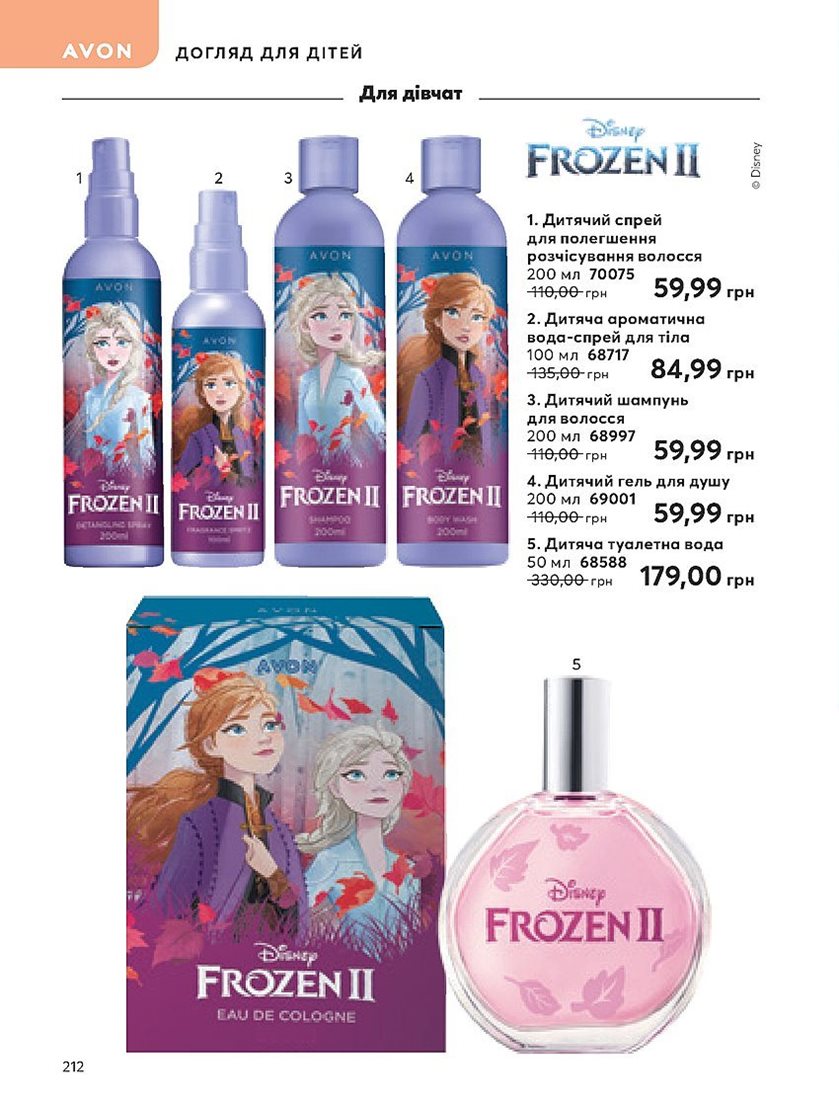 AVON
ДОГЛЯД ДЛЯ ДІТЕЙ
Для дівчат
1
2
3
4
Disney
FROZEN II
© Disney
1. Дитячий спрей
для полегшення
розчісування волосся
200 мл 70075
110,00 грн 59,99 грн
2. Дитяча ароматична
вода-спрей для тіла
100 мл 68717
135,00 грн 84,99 грн
3. Дитячий шампунь
для волосся
200 мл 68997
110,00 грн 59,99 грн
4. Дитячий гель для душу
200 мл 69001
110,00 грн 59,99 грн
5. Дитяча туалетна вода
50 мл 68588
330,00 грн 179,00 грн
AVON
Disney
FROZEN II
DETANGLING SPRAY
200ml
AVON
Disney
FROZEN II
FRAGRANCE SPRITZ
100ml
AVON
Disney
FROZEN II
SHAMPOO
200ml
AVON
Disney
FROZEN II
BODY WASH
200ml
AVON
AVON
Disney
FROZEN II
EAU DE COLOGNE
5
Disney
FROZEN II
212